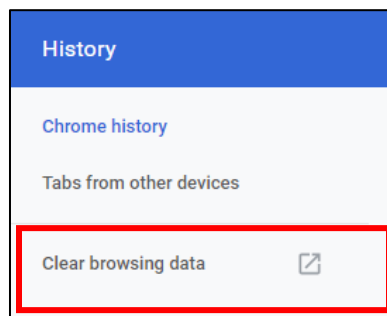 History
Chrome history
Tabs from other devices
Clear browsing data